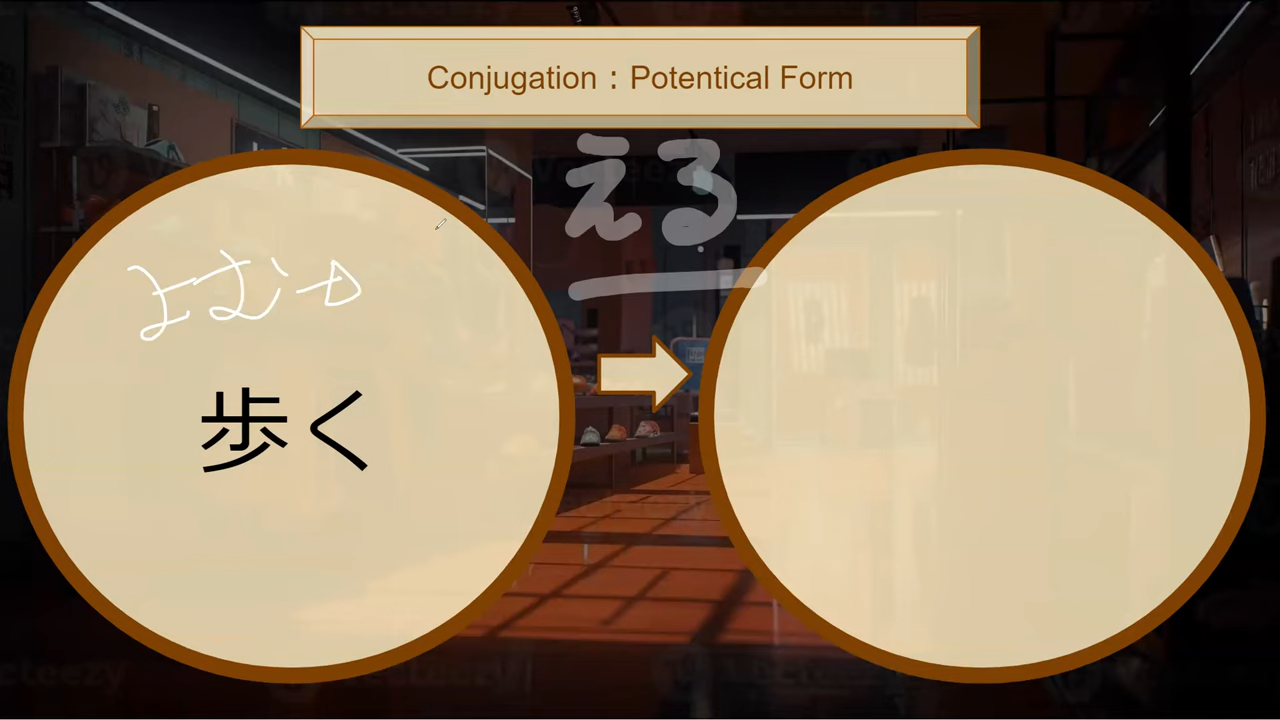 Conjugation : Potentical Form
える
よむ→
歩く